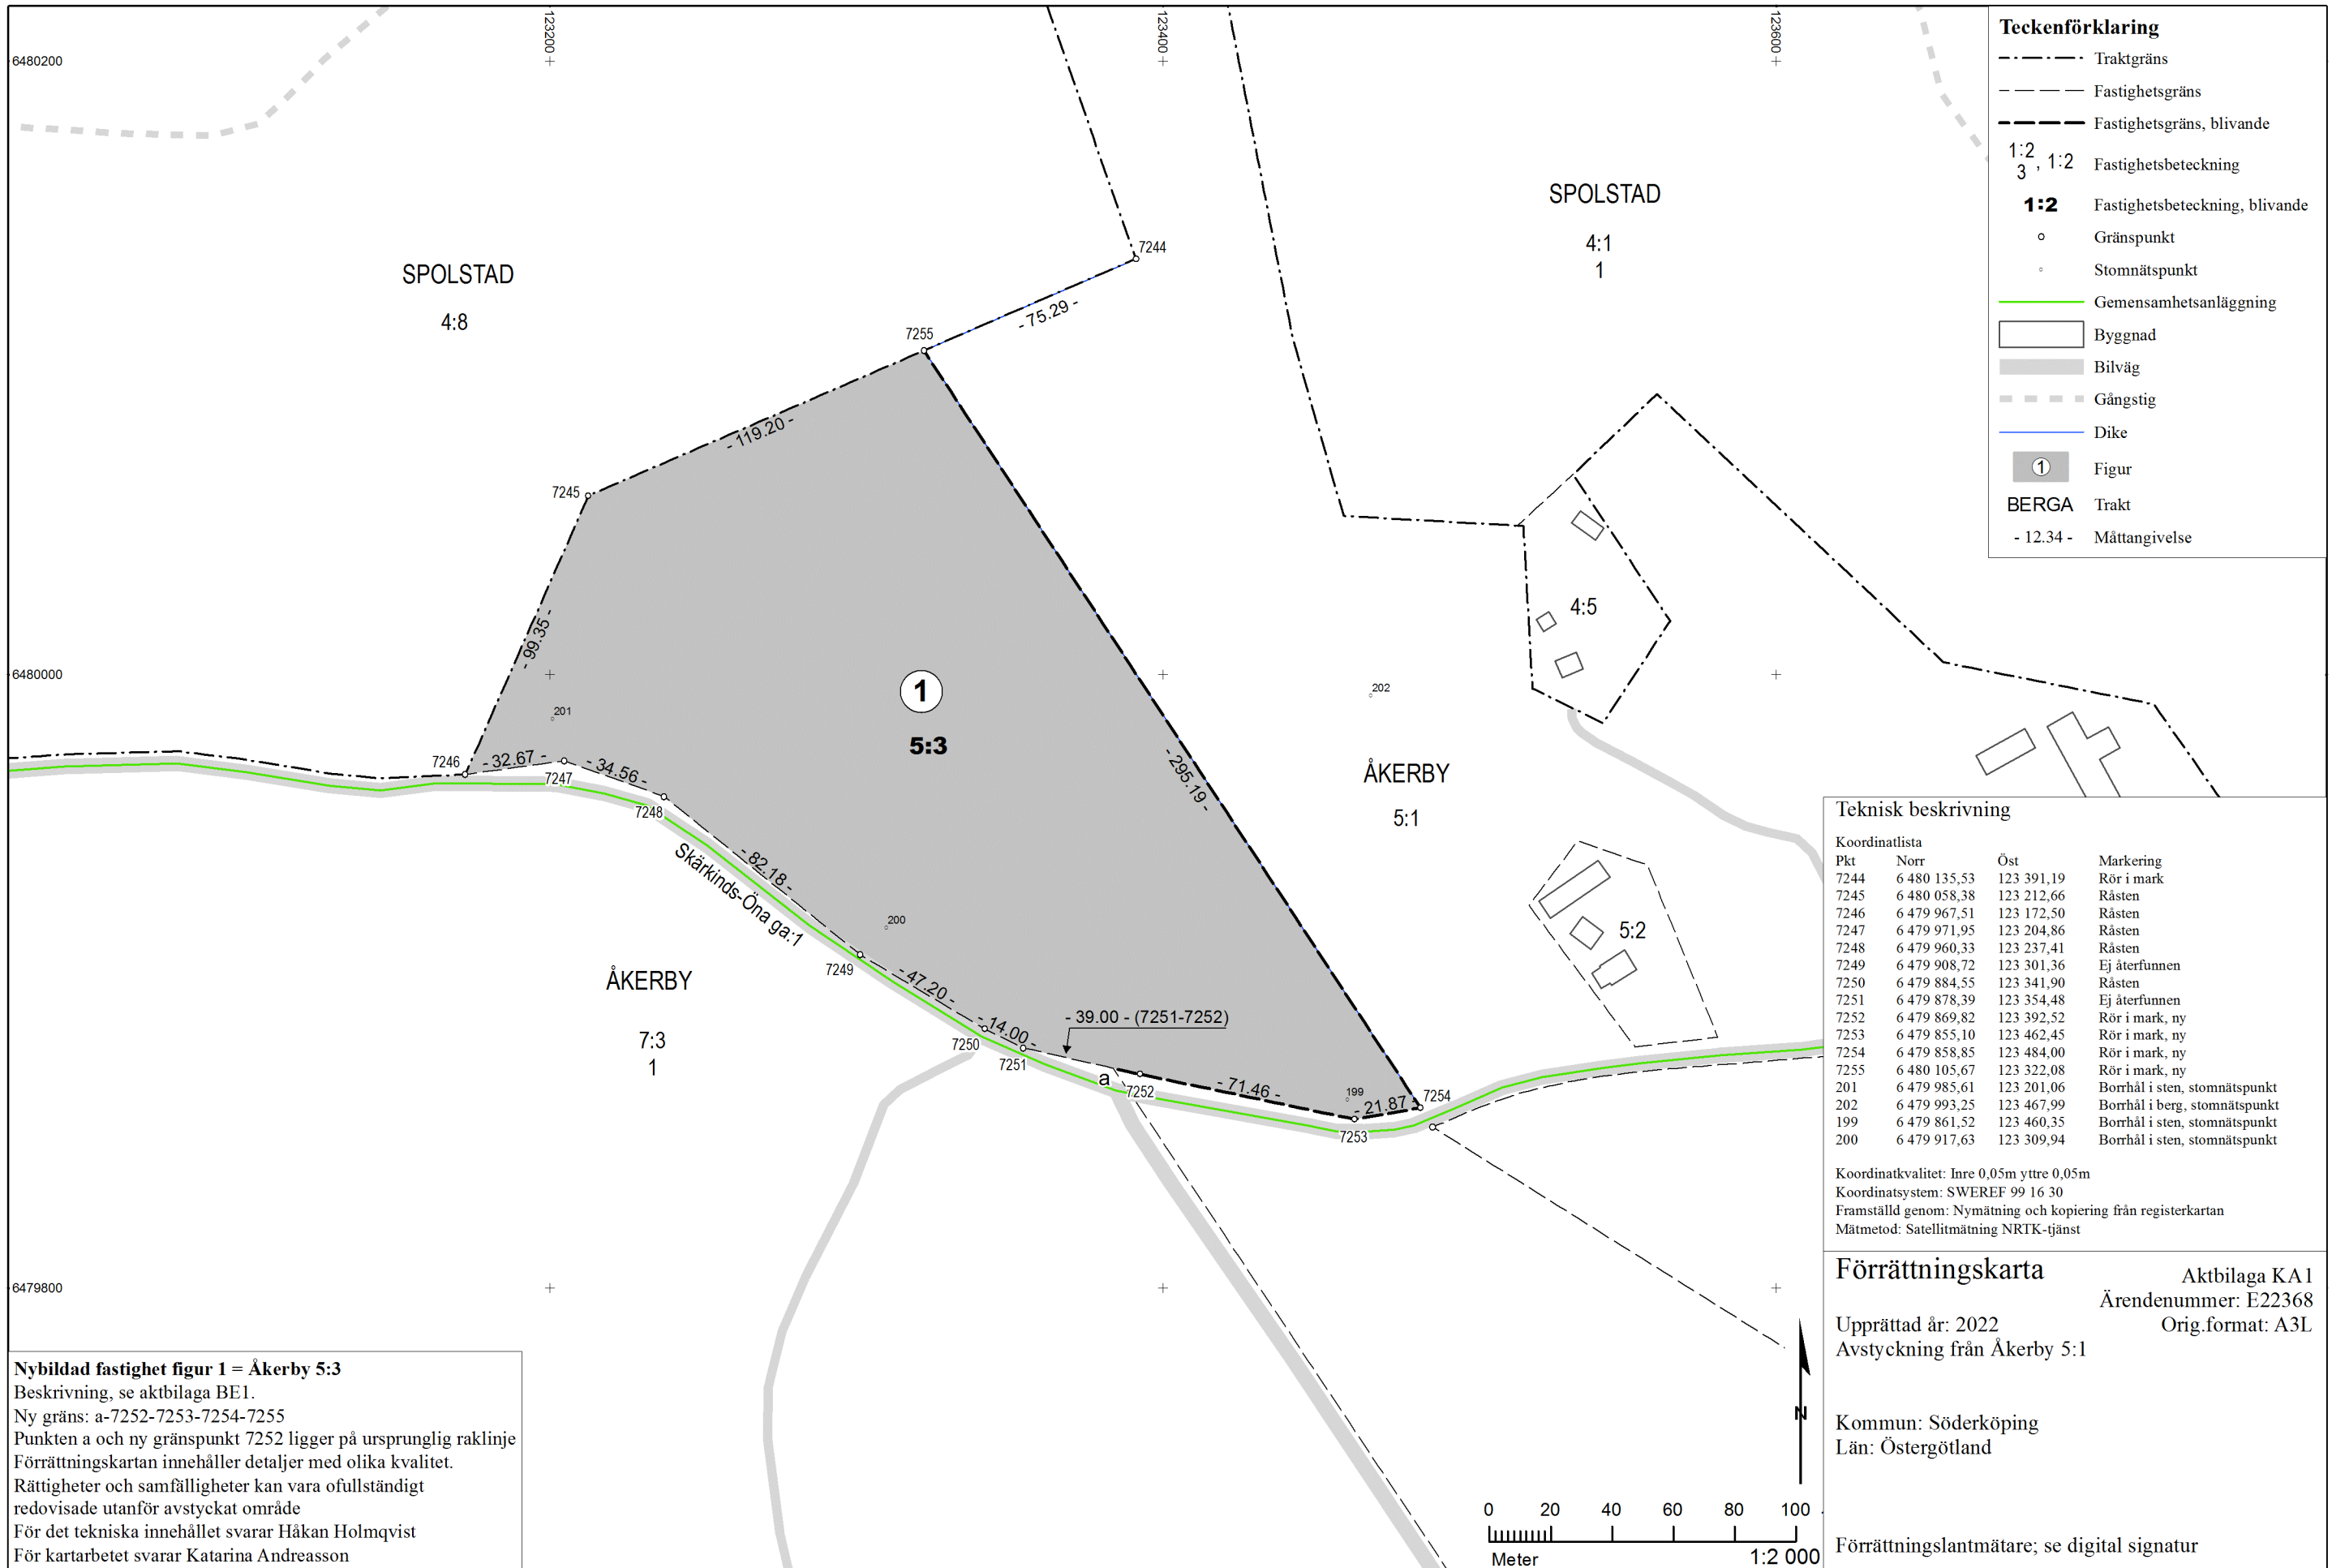 123200
123400
123600
6480200
6480000
6479800
SPOLSTAD
4:8
SPOLSTAD
4:1
1
7244
- 75.29 -
7255
- 119.20 -
7245
- 99.35 -
4:5
1
5:3
201
202
7246
- 32.67 -
7247
- 34.56 -
7248
- 295.19 -
ÅKERBY
5:1
- 82.18 -
Skärkinds-Öna ga:1
200
7249
- 47.20 -
5:2
ÅKERBY
7:3
1
- 14.00 -
7250
7251
- 39.00 - (7251-7252)
a
7252
- 71.46 -
199
- 21.87 -
7254
7253
Teckenförklaring
Traktgräns
Fastighetsgräns
Fastighetsgräns, blivande
1:2
3 , 1:2 Fastighetsbeteckning
1:2 Fastighetsbeteckning, blivande
Gränspunkt
Stomnätspunkt
Gemensamhetsanläggning
Byggnad
Bilväg
Gångstig
Dike
1 Figur
BERGA Trakt
- 12.34 - Måttangivelse
Teknisk beskrivning
Koordinatlista
Pkt Norr Öst Markering
7244 6 480 135,53 123 391,19 Rör i mark
7245 6 480 058,38 123 212,66 Råsten
7246 6 479 967,51 123 172,50 Råsten
7247 6 479 971,95 123 204,86 Råsten
7248 6 479 960,33 123 237,41 Råsten
7249 6 479 908,72 123 301,36 Ej återfunnen
7250 6 479 884,55 123 341,90 Råsten
7251 6 479 878,39 123 354,48 Ej återfunnen
7252 6 479 869,82 123 392,52 Rör i mark, ny
7253 6 479 855,10 123 462,45 Rör i mark, ny
7254 6 479 858,85 123 484,00 Rör i mark, ny
7255 6 480 105,67 123 322,08 Rör i mark, ny
201 6 479 985,61 123 201,06 Borrhål i sten, stomnätspunkt
202 6 479 993,25 123 467,99 Borrhål i berg, stomnätspunkt
199 6 479 861,52 123 460,35 Borrhål i sten, stomnätspunkt
200 6 479 917,63 123 309,94 Borrhål i sten, stomnätspunkt
Koordinatkvalitet: Inre 0,05m yttre 0,05m
Koordinatsystem: SWEREF 99 16 30
Framställd genom: Nymätning och kopiering från registerkartan
Mätmetod: Satellitmätning NRTK-tjänst
Förrättningskarta
Aktbilaga KA1
Ärendenummer: E22368
Upprättad år: 2022 Orig.format: A3L
Avstyckning från Åkerby 5:1
Kommun: Söderköping
Län: Östergötland
Förrättningslantmätare; se digital signatur
N
0 20 40 60 80 100
Meter 1:2 000
Nybildad fastighet figur 1 = Åkerby 5:3
Beskrivning, se aktbilaga BE1.
Ny gräns: a-7252-7253-7254-7255
Punkten a och ny gränspunkt 7252 ligger på ursprunglig raklinje
Förrättningskartan innehåller detaljer med olika kvalitet.
Rättigheter och samfälligheter kan vara ofullständigt
redovisade utanför avstyckat område
För det tekniska innehållet svarar Håkan Holmqvist
För kartarbetet svarar Katarina Andreasson